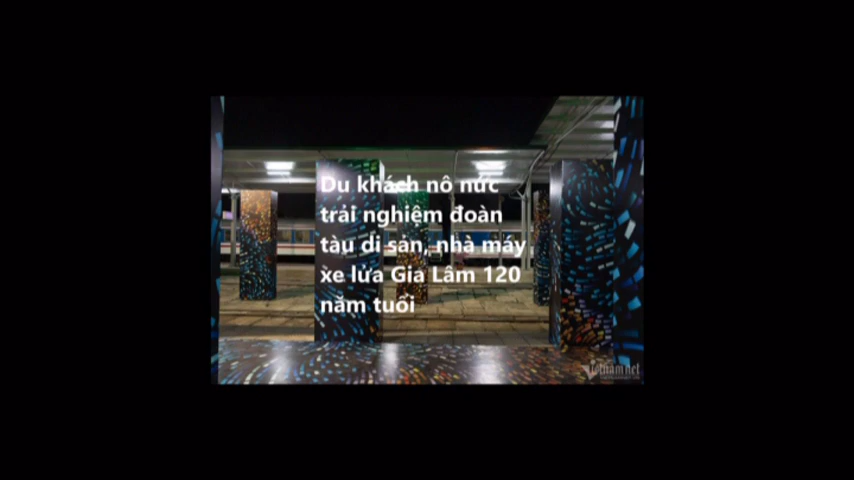 Du khách nô nức
trải nghiệm đoàn
tàu di sản, nhà máy
xe lửa Gia Lâm 120
năm tuổi
Vietnamnet